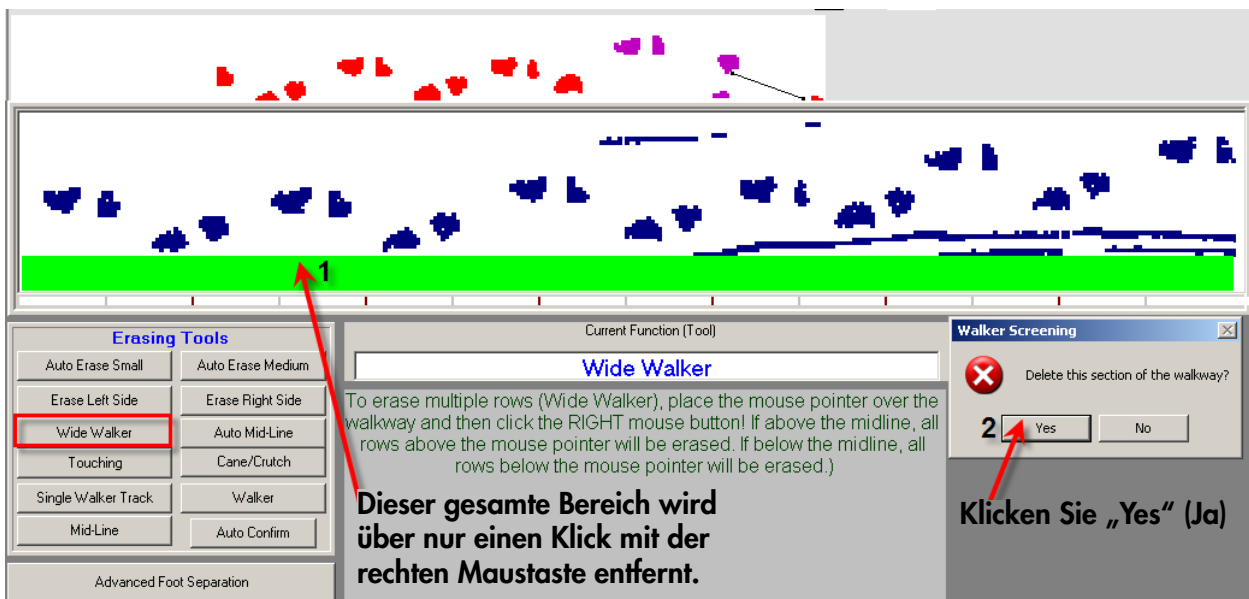 1
Erasing Tools
Auto Erase Small
Auto Erase Medium
Erase Left Side
Erase Right Side
Wide Walker
Auto Mid-Line
Touching
Cane/Crutch
Single Walker Track
Walker
Mid-Line
Auto Confirm
Advanced Foot Separation
Current Function (Tool)
Wide Walker
To erase multiple rows (Wide Walker), place the mouse pointer over the
walkway and then click the RIGHT mouse button! If above the midline, all
rows above the mouse pointer will be erased. If below the midline, all
rows below the mouse pointer will be erased.)
Dieser gesamte Bereich wird
über nur einen Klick mit der
rechten Maustaste entfernt.
Walker Screening
Delete this section of the walkway?
2
Yes
No
Klicken Sie „Yes“ (Ja)